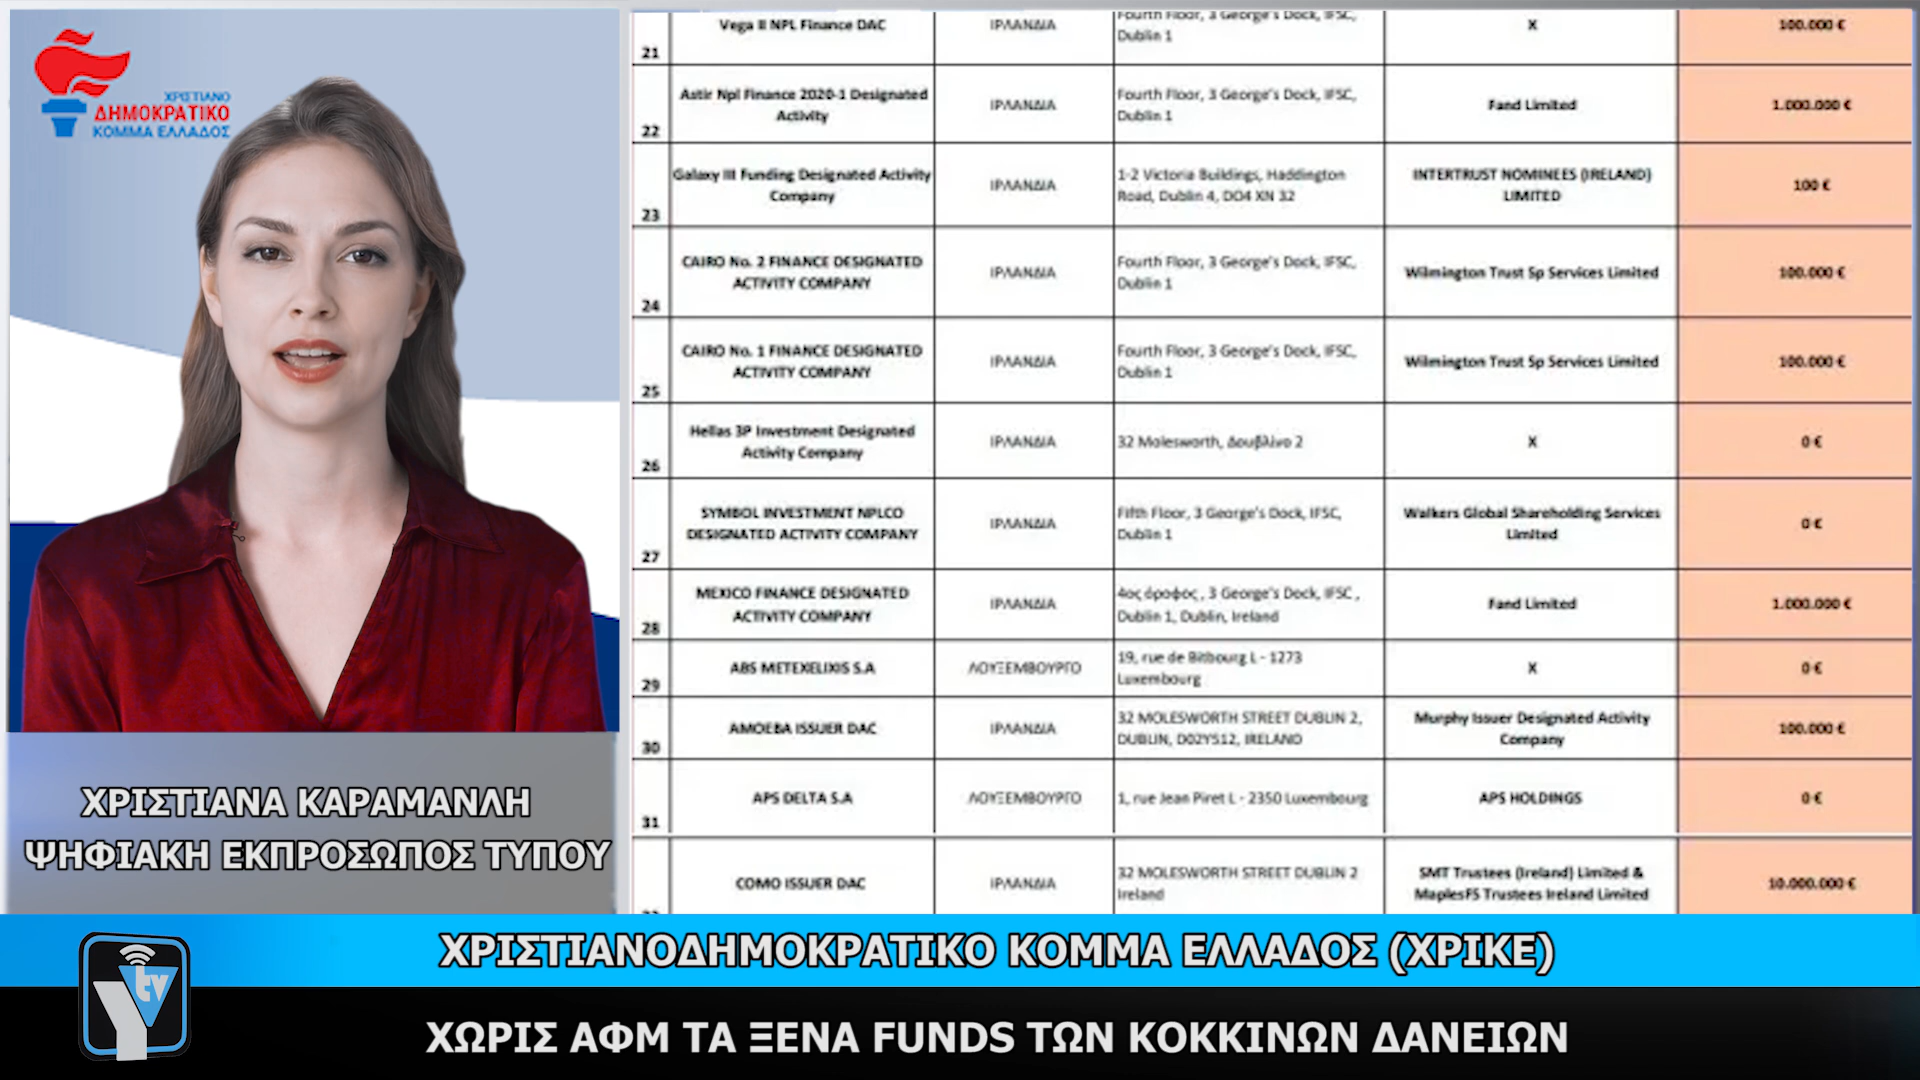 ΧΡΙΣΤΙΑΝΟ
ΔΗΜΟΚΡΑΤΙΚΟ
ΚΟΜΜΑ ΕΛΛΑΔΟΣ
ΧΡΙΣΤΙΑΝΑ ΚΑΡΑΜΑΝΛΗ
ΨΗΦΙΑΚΗ ΕΚΠΡΟΣΩΠΟΣ ΤΥΠΟΥ
21 Vega II NPL Finance DAC ΙΡΛΑΝΔΙΑ Fourth Floor, 3 George's Dock, IFSC, X 100.000 €
Dublin 1
22 Astir Npl Finance 2020-1 Designated ΙΡΛΑΝΔΙΑ Fourth Floor, 3 George's Dock, IFSC, Fand Limited 1.000.000 €
Activity Dublin 1
23 Galaxy III Funding Designated Activity ΙΡΛΑΝΔΙΑ 1-2 Victoria Buildings, Haddington INTERTRUST NOMINEES (IRELAND) 100 €
Company Road, Dublin 4, DO4 XN 32 LIMITED
24 CAIRO No. 2 FINANCE DESIGNATED ΙΡΛΑΝΔΙΑ Fourth Floor, 3 George's Dock, IFSC, Wilmington Trust Sp Services Limited 100.000 €
ACTIVITY COMPANY Dublin 1
25 CAIRO No. 1 FINANCE DESIGNATED ΙΡΛΑΝΔΙΑ Fourth Floor, 3 George's Dock, IFSC, Wilmington Trust Sp Services Limited 100.000 €
ACTIVITY COMPANY Dublin 1
26 Hellas 3P Investment Designated ΙΡΛΑΝΔΙΑ 32 Molesworth, Δουβλίνο 2 X 0 €
Activity Company
27 SYMBOL INVESTMENT NPLCO ΙΡΛΑΝΔΙΑ Fifth Floor, 3 George's Dock, IFSC, Walkers Global Shareholding Services 0 €
DESIGNATED ACTIVITY COMPANY Dublin 1 Limited
28 MEXICO FINANCE DESIGNATED ΙΡΛΑΝΔΙΑ 4ος όροφος , 3 George's Dock, IFSC , Fand Limited 1.000.000 €
ACTIVITY COMPANY Dublin 1, Dublin, Ireland
29 ABS METEXELIXIS S.A ΛΟΥΞΕΜΒΟΥΡΓΟ 19, rue de Bitbourg L - 1273 X 0 €
Luxembourg
30 AMOEBA ISSUER DAC ΙΡΛΑΝΔΙΑ 32 MOLESWORTH STREET DUBLIN 2, Murphy Issuer Designated Activity 100.000 €
DUBLIN, D02Y512, IRELAND Company
31 APS DELTA S.A ΛΟΥΞΕΜΒΟΥΡΓΟ 1, rue Jean Piret L - 2350 Luxembourg APS HOLDINGS 0 €
COMO ISSUER DAC ΙΡΛΑΝΔΙΑ 32 MOLESWORTH STREET DUBLIN 2 SMT Trustees (Ireland) Limited & 10.000.000 €
Ireland MaplesFS Trustees Ireland Limited
ΧΡΙΣΤΙΑΝΟΔΗΜΟΚΡΑΤΙΚΟ ΚΟΜΜΑ ΕΛΛΑΔΟΣ (ΧΡΙΚΕ)
tv
ΧΩΡΙΣ ΑΦΜ ΤΑ ΞΕΝΑ FUNDS ΤΩΝ ΚΟΚΚΙΝΩΝ ΔΑΝΕΙΩΝ